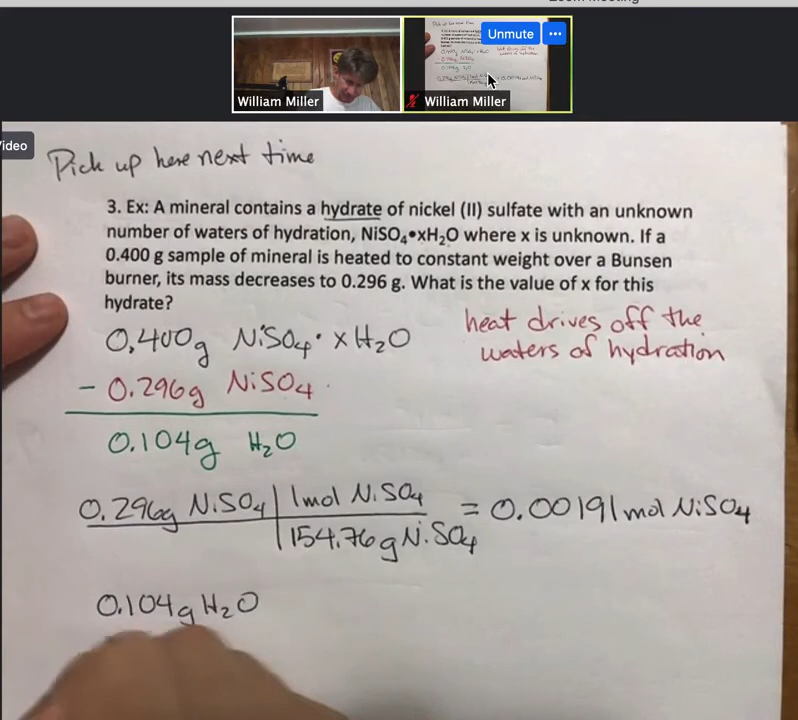 Unmute
William Miller
William Miller
ideo
Pick up here next time
3. Ex: A mineral contains a hydrate of nickel (II) sulfate with an unknown
number of waters of hydration, NiSO₄•xH₂O where x is unknown. If a
0.400 g sample of mineral is heated to constant weight over a Bunsen
burner, its mass decreases to 0.296 g. What is the value of x for this
hydrate?
heat drives off the
0.400g NiSO₄· xH₂O
waters of hydration
- 0.296g NiSO₄
0.104g H₂O
0.296g NiSO₄ | 1mol NiSO₄ = 0.00191mol NiSO₄
154.76g NiSO₄
0.104g H₂O